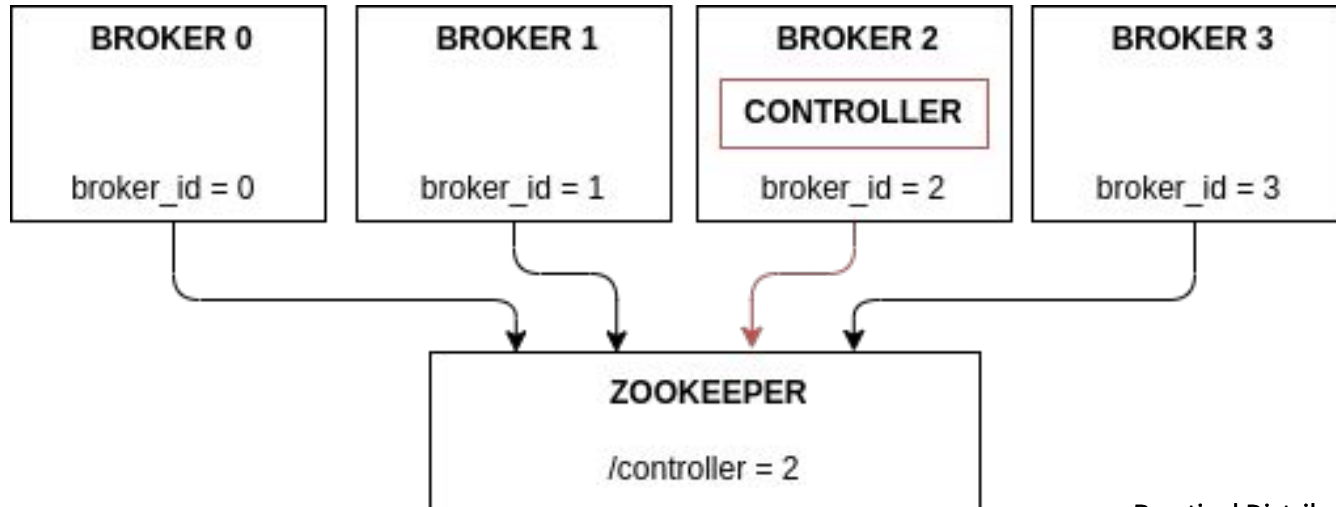 BROKER 0
broker_id = 0
BROKER 1
broker_id = 1
BROKER 2
CONTROLLER
broker_id = 2
BROKER 3
broker_id = 3
ZOOKEEPER
/controller = 2